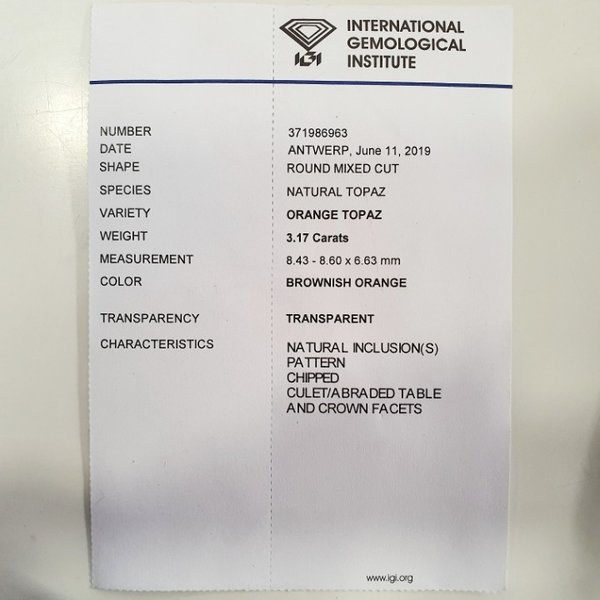 IGI
INTERNATIONAL
GEMOLOGICAL
INSTITUTE
NUMBER 371986963
DATE ANTWERP, June 11, 2019
SHAPE ROUND MIXED CUT
SPECIES NATURAL TOPAZ
VARIETY ORANGE TOPAZ
WEIGHT 3.17 Carats
MEASUREMENT 8.43 - 8.60 x 6.63 mm
COLOR BROWNISH ORANGE
TRANSPARENCY TRANSPARENT
CHARACTERISTICS NATURAL INCLUSION(S)
PATTERN
CHIPPED
CULET/ABRADED TABLE
AND CROWN FACETS
www.igi.org